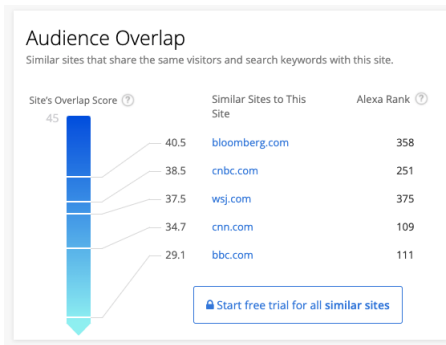 Audience Overlap
Similar sites that share the same visitors and search keywords with this site.
Site's Overlap Score ?
Similar Sites to This
Site
Alexa Rank ?
45
40.5 bloomberg.com 358
38.5 cnbc.com 251
37.5 wsj.com 375
34.7 cnn.com 109
29.1 bbc.com 111
Start free trial for all similar sites